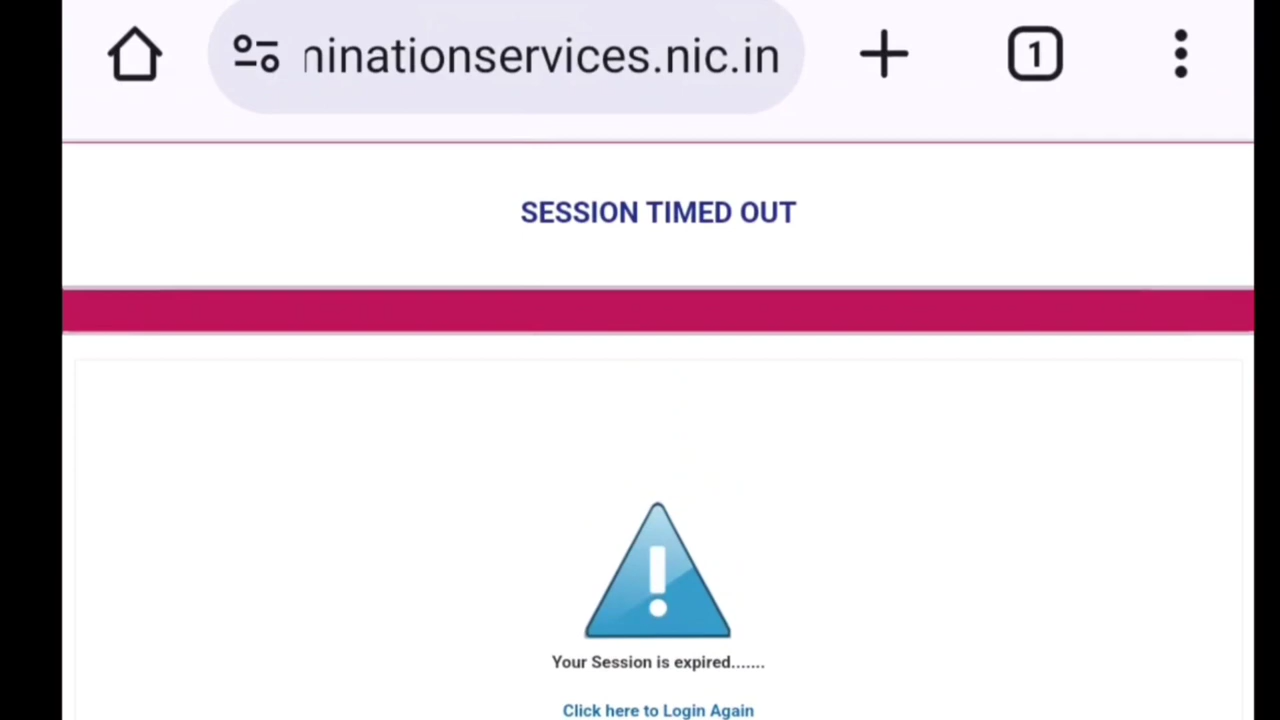 ninationservices.nic.in
1
SESSION TIMED OUT
Your Session is expired.......
Click here to Login Again